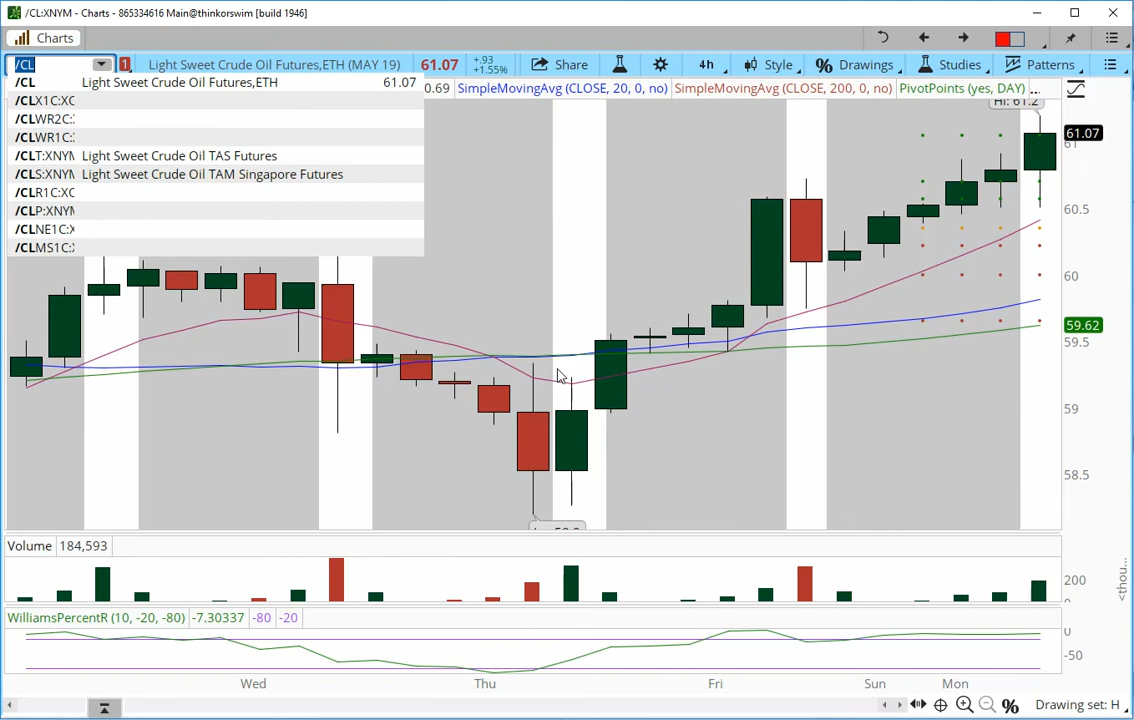 /CL:XNYM - Charts - 865334616 Main@thinkorswim [build 1946]
Charts
/CL 1 Light Sweet Crude Oil Futures,ETH (MAY 19) 61.07 +.93 +1.55% Share 4h Style % Drawings Studies Patterns
/CL Light Sweet Crude Oil Futures,ETH 61.07
/CLX1C:XC
/CLWR2C:
/CLWR1C:
/CLT:XNYM Light Sweet Crude Oil TAS Futures
/CLS:XNYM Light Sweet Crude Oil TAM Singapore Futures
/CLR1C:XC
/CLP:XNYM
/CLNE1C:X
/CLMS1C:
0.69 SimpleMovingAvg (CLOSE, 20, 0, no) SimpleMovingAvg (CLOSE, 200, 0, no) PivotPoints (yes, DAY) ...
Hi: 61.2
61.07
61
60.5
60
59.5
59.62
59
58.5
Volume 184,593
200
0
<thou...
WilliamsPercentR (10, -20, -80) -7.30337 -80 -20
0
-50
Wed Thu Fri Sun Mon
% Drawing set: H